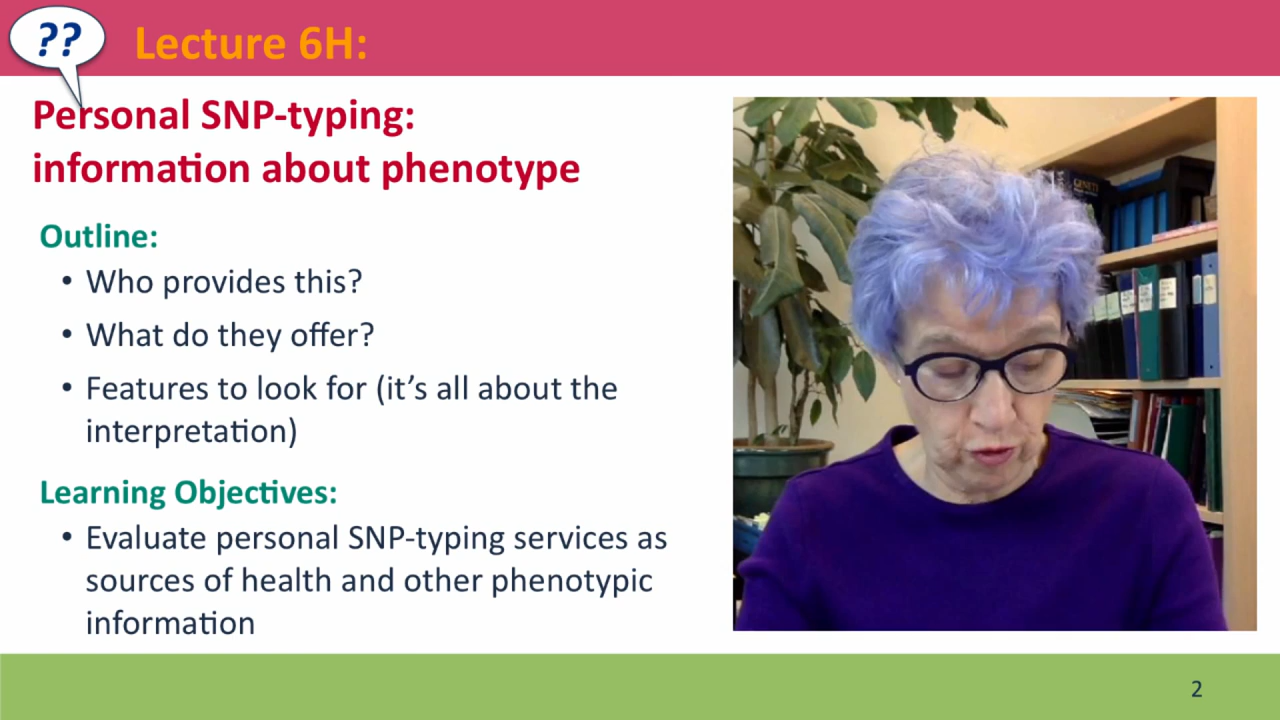 ??
Lecture 6H:
Personal SNP-typing:
information about phenotype
Outline:
• Who provides this?
• What do they offer?
• Features to look for (it's all about the
interpretation)
Learning Objectives:
• Evaluate personal SNP-typing services as
sources of health and other phenotypic
information
2